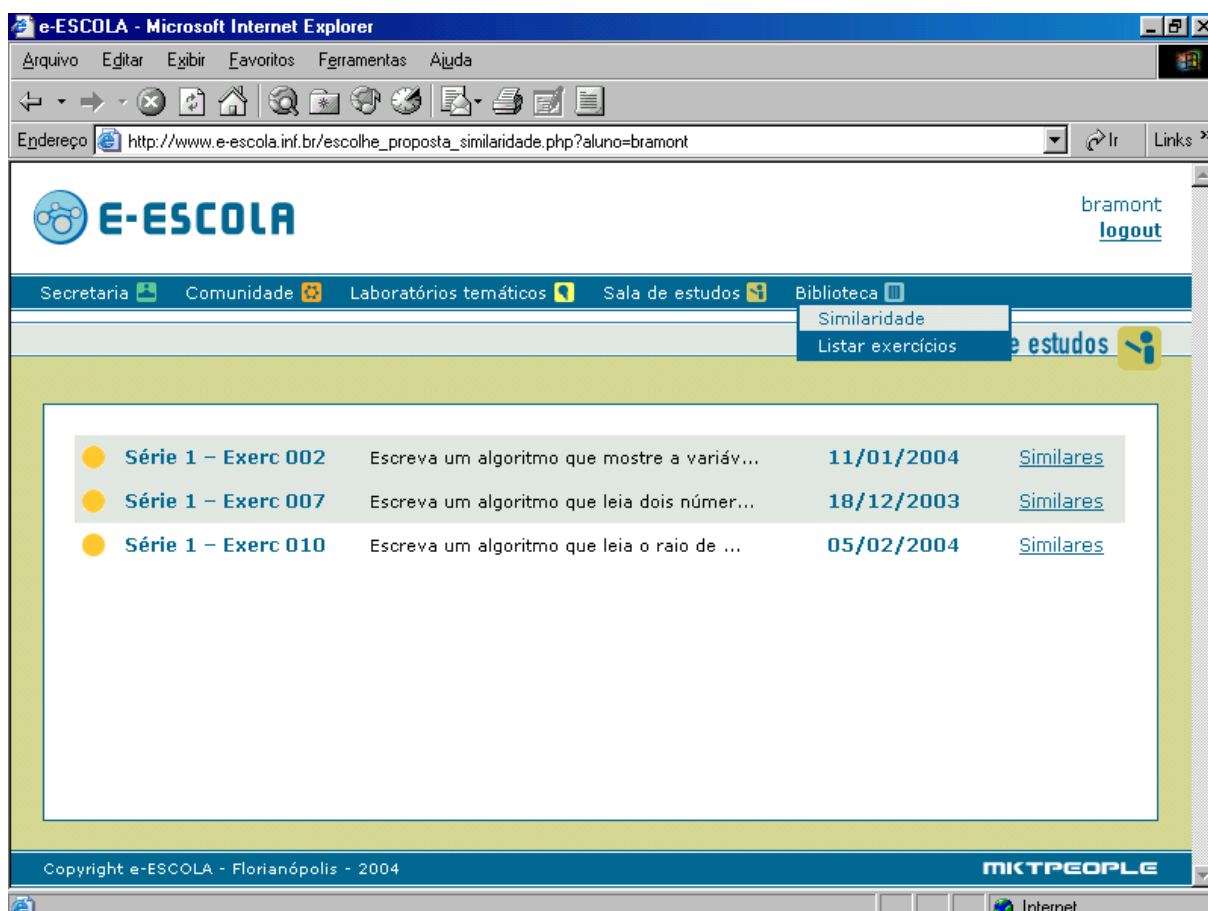 e-ESCOLA - Microsoft Internet Explorer
Arquivo Editar Exibir Favoritos Ferramentas Ajuda
Endereço http://www.e-escola.inf.br/escolhe_proposta_similaridade.php?aluno=bramont Ir Links »
E-ESCOLA
bramont
logout
Secretaria Comunidade Laboratórios temáticos Sala de estudos Biblioteca
Similaridade
Listar exercícios
e estudos
Série 1 – Exerc 002 Escreva um algoritmo que mostre a variáv... 11/01/2004 Similares
Série 1 – Exerc 007 Escreva um algoritmo que leia dois númer... 18/12/2003 Similares
Série 1 – Exerc 010 Escreva um algoritmo que leia o raio de ... 05/02/2004 Similares
Copyright e-ESCOLA - Florianópolis - 2004 MKTPEOPLE
Internet